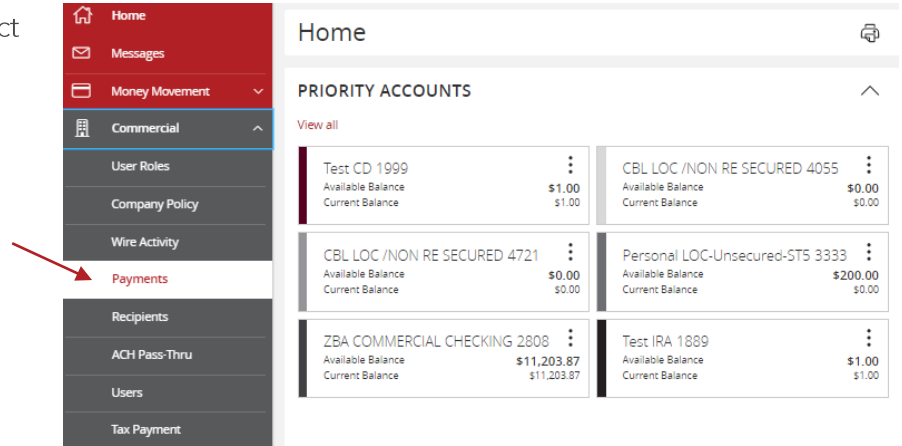 ct
Home
Messages
Money Movement
Commercial
User Roles
Company Policy
Wire Activity
Payments
Recipients
ACH Pass-Thru
Users
Tax Payment
Home
PRIORITY ACCOUNTS
View all
Test CD 1999
Available Balance $1.00
Current Balance $1.00
CBL LOC /NON RE SECURED 4055
Available Balance $0.00
Current Balance $0.00
CBL LOC /NON RE SECURED 4721
Available Balance $0.00
Current Balance $0.00
Personal LOC-Unsecured-ST5 3333
Available Balance $200.00
Current Balance $0.00
ZBA COMMERCIAL CHECKING 2808
Available Balance $11,203.87
Current Balance $11,203.87
Test IRA 1889
Available Balance $1.00
Current Balance $1.00